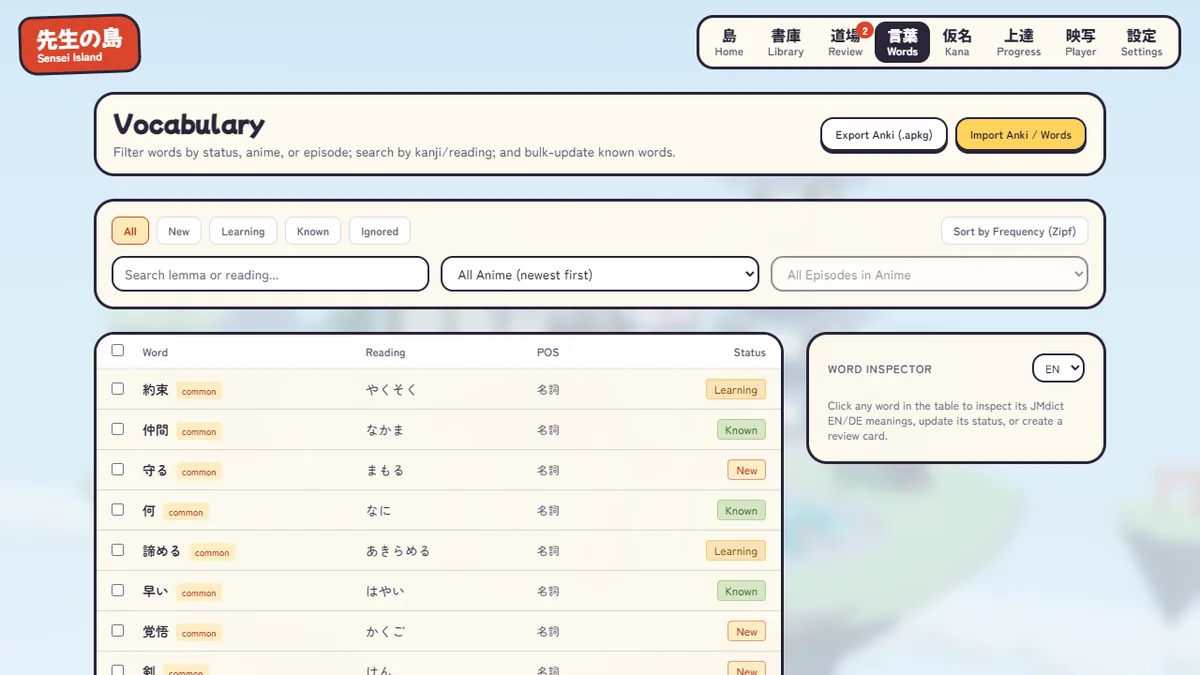 先生の島
Sensei Island
島 書庫 道場 2 言葉 仮名 上達 映写 設定
Home Library Review Words Kana Progress Player Settings
Vocabulary
Filter words by status, anime, or episode; search by kanji/reading; and bulk-update known words.
Export Anki (.apkg) Import Anki / Words
All New Learning Known Ignored Sort by Frequency (Zipf)
Search lemma or reading... All Anime (newest first) All Episodes in Anime
Word Reading POS Status
約束 common やくそく 名詞 Learning
仲間 common なかま 名詞 Known
守る common まもる 名詞 New
何 common なに 名詞 Known
諦める common あきらめる 名詞 Learning
早い common はやい 名詞 Known
覚悟 common かくご 名詞 New
剣 common けん 名詞 New
WORD INSPECTOR EN
Click any word in the table to inspect its JMdict
EN/DE meanings, update its status, or create a
review card.